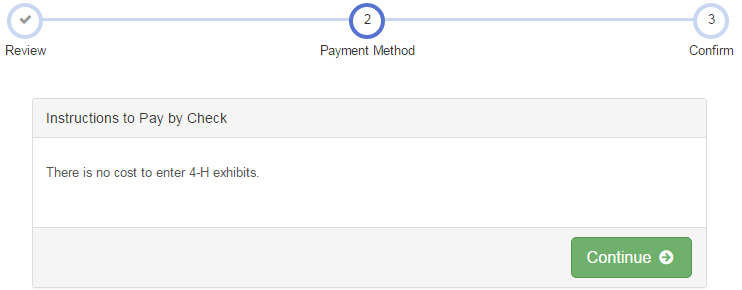 2
3
Review
Payment Method
Confirm
Instructions to Pay by Check
There is no cost to enter 4-H exhibits.
Continue